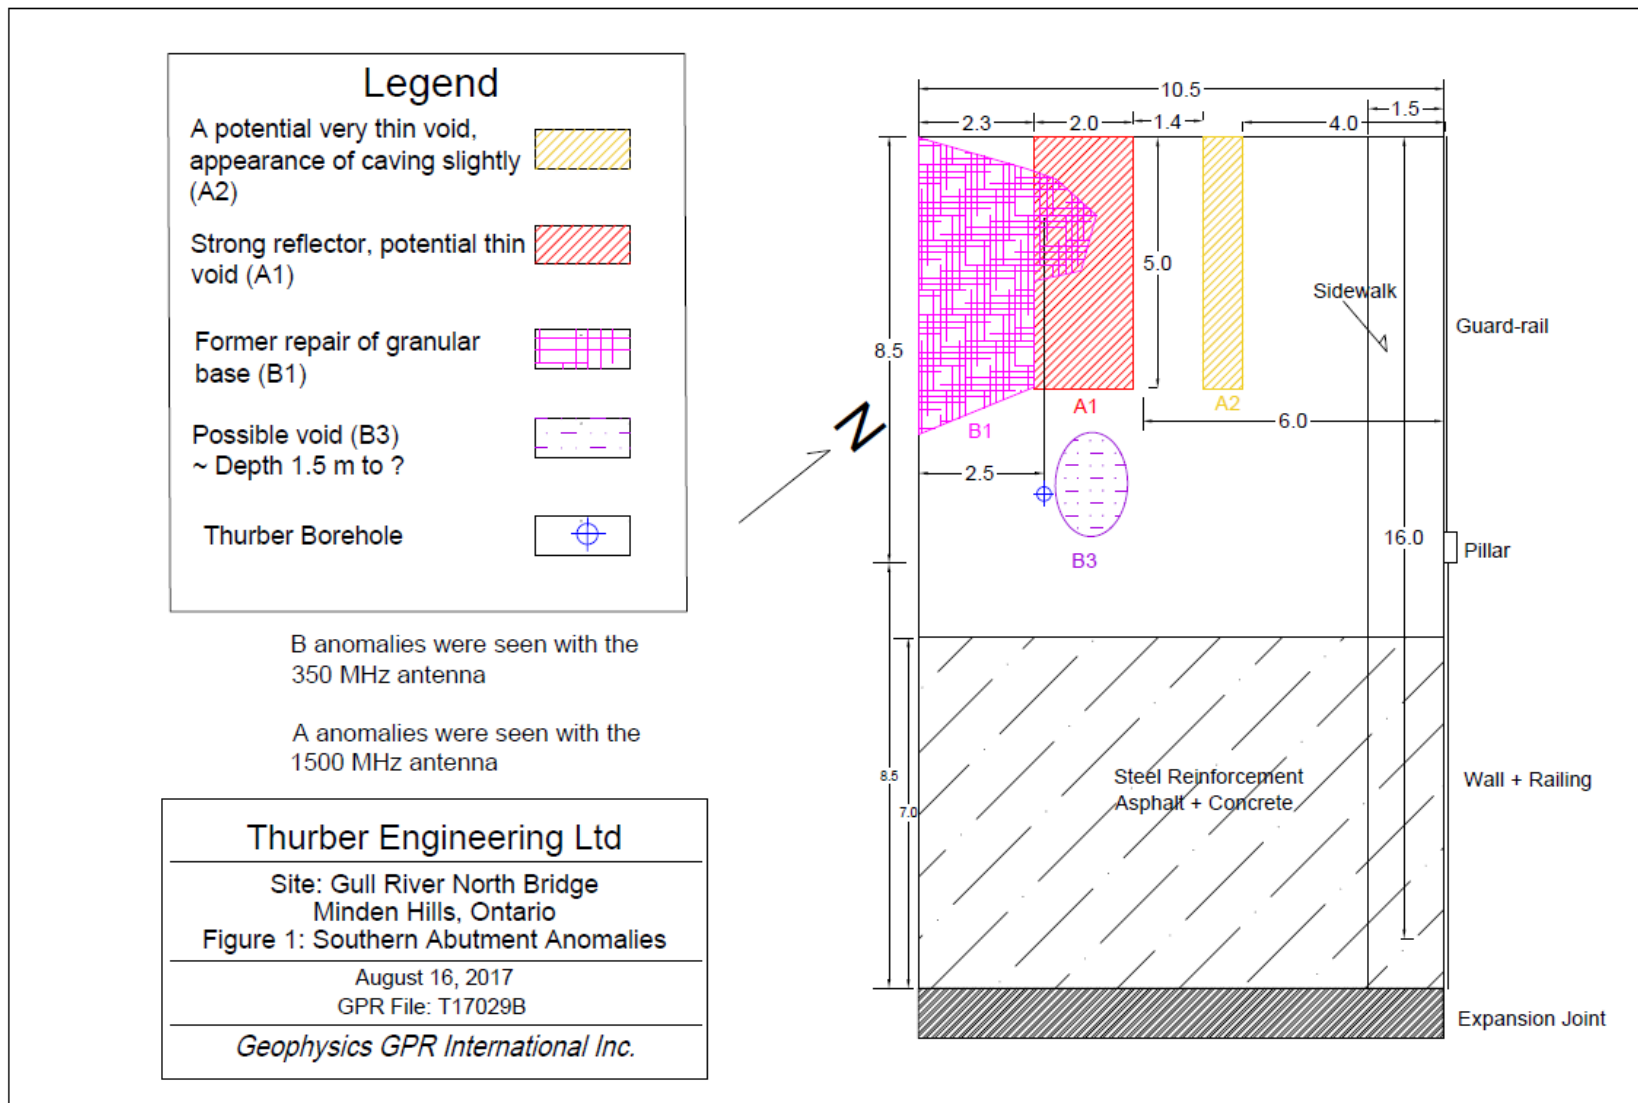 Legend
A potential very thin void,
appearance of caving slightly
(A2)
Strong reflector, potential thin
void (A1)
Former repair of granular
base (B1)
Possible void (B3)
~ Depth 1.5 m to ?
Thurber Borehole
B anomalies were seen with the
350 MHz antenna
A anomalies were seen with the
1500 MHz antenna
Thurber Engineering Ltd
Site: Gull River North Bridge
Minden Hills, Ontario
Figure 1: Southern Abutment Anomalies
August 16, 2017
GPR File: T17029B
Geophysics GPR International Inc.
N
10.5
1.5
2.3
2.0
1.4
4.0
5.0
Sidewalk
Guard-rail
8.5
A1
A2
B1
6.0
2.5
16.0
B3
Pillar
Steel Reinforcement
Asphalt + Concrete
Wall + Railing
8.5
7.0
Expansion Joint